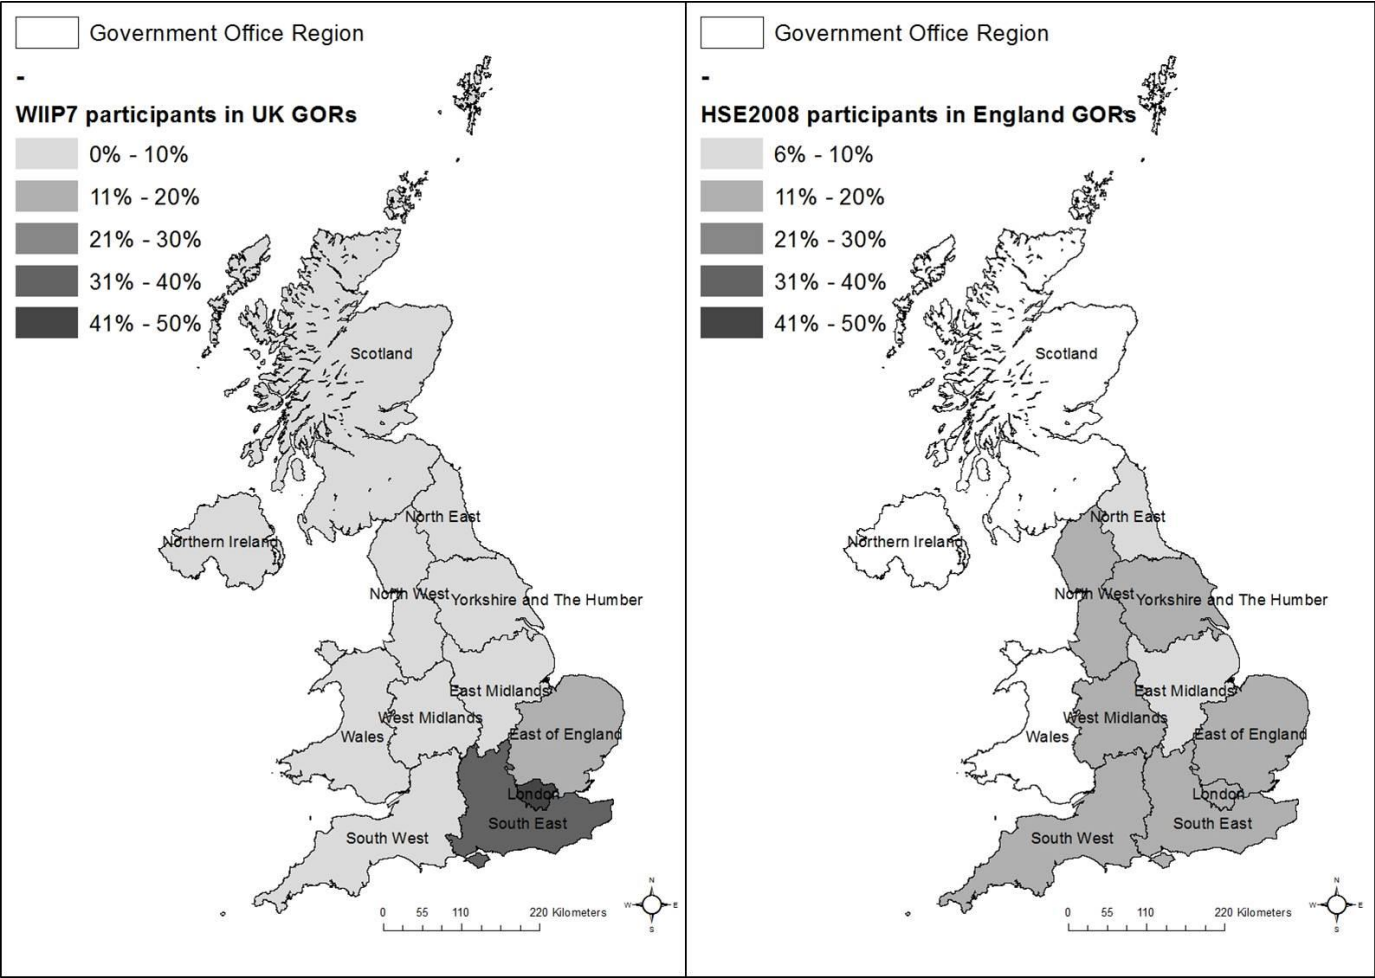 Government Office Region
-
WIIP7 participants in UK GORs
0% - 10%
11% - 20%
21% - 30%
31% - 40%
41% - 50%
Scotland
North East
Northern Ireland
North West
Yorkshire and The Humber
East Midlands
West Midlands
Wales
East of England
London
South East
South West
N
W E
S
0 55 110 220 Kilometers
Government Office Region
-
HSE2008 participants in England GORs
6% - 10%
11% - 20%
21% - 30%
31% - 40%
41% - 50%
Scotland
North East
Northern Ireland
North West
Yorkshire and The Humber
East Midlands
West Midlands
Wales
East of England
London
South East
South West
N
W E
S
0 55 110 220 Kilometers